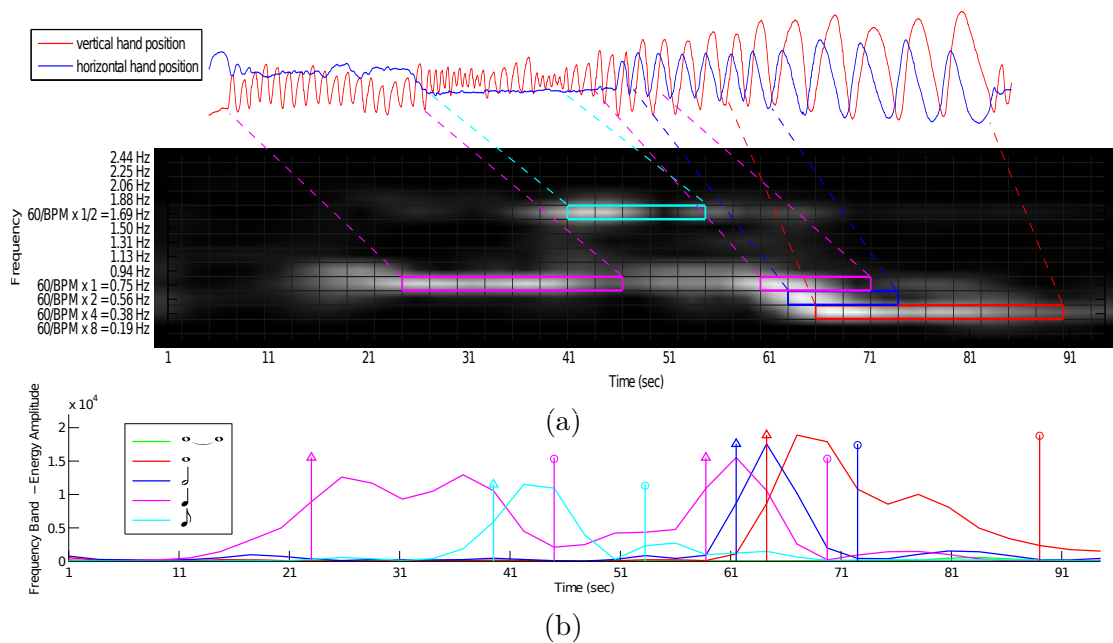 vertical hand position
horizontal hand position
Frequency
2.44 Hz
2.25 Hz
2.06 Hz
1.88 Hz
60/BPM x 1/2 = 1.69 Hz
1.50 Hz
1.31 Hz
1.13 Hz
0.94 Hz
60/BPM x 1 = 0.75 Hz
60/BPM x 2 = 0.56 Hz
60/BPM x 4 = 0.38 Hz
60/BPM x 8 = 0.19 Hz
1 11 21 31 41 51 61 71 81 91
Time (sec)
(a)
Frequency Band – Energy Amplitude
x 10^4
2
1.5
1
0.5
0
1 11 21 31 41 51 61 71 81 91
Time (sec)
(b)